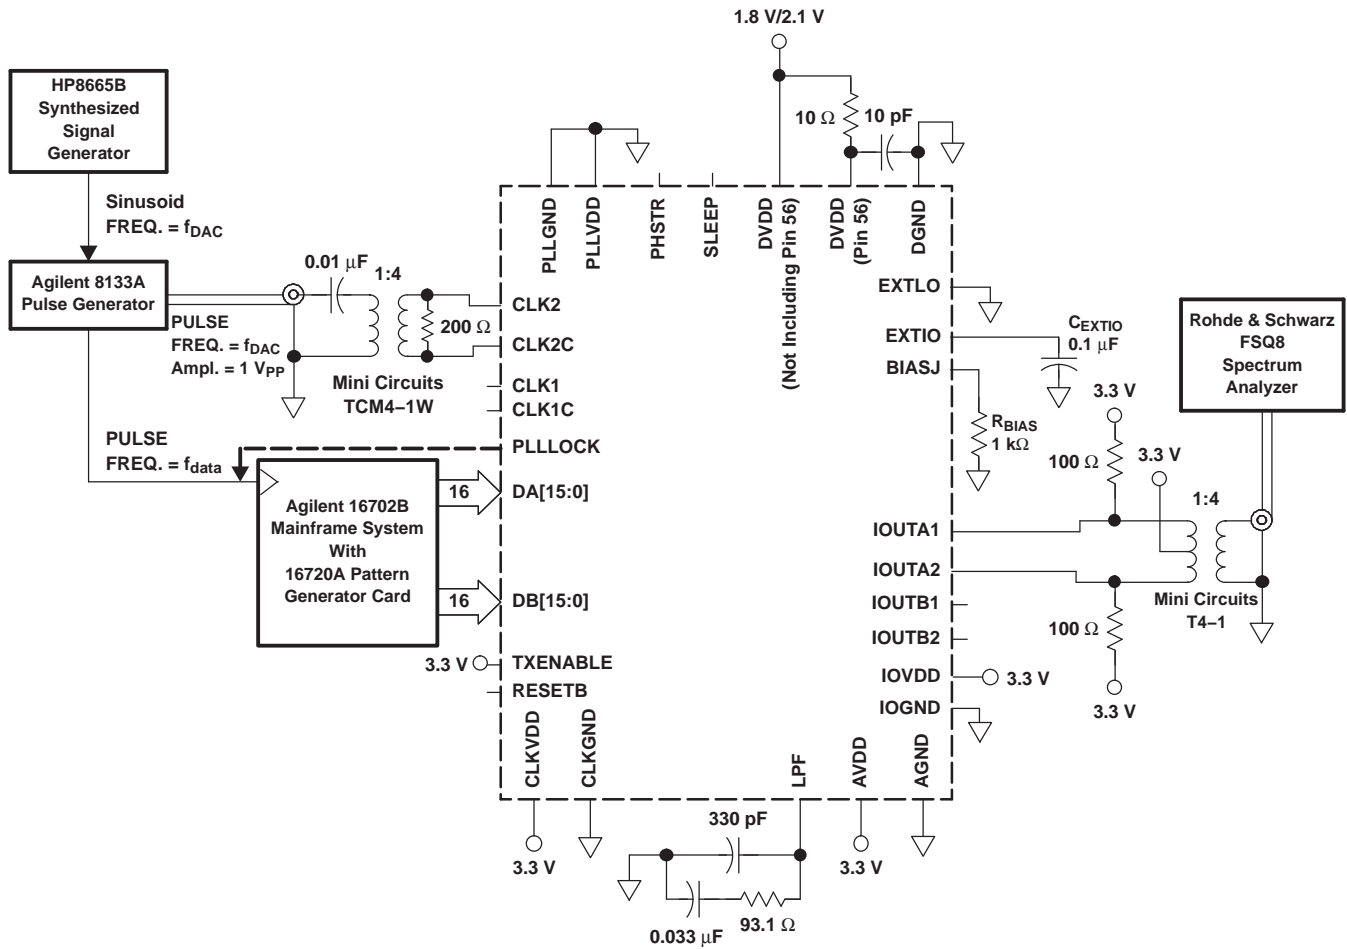 1.8 V/2.1 V
HP8665B
Synthesized
Signal
Generator
10 Ω
10 pF
Sinusoid
FREQ. = fDAC
PLLGND
PLLVDD
PHSTR
SLEEP
DVDD
(Not Including Pin 56)
DVDD
(Pin 56)
DGND
Agilent 8133A
Pulse Generator
0.01 µF
1:4
CLK2
200 Ω
CLK2C
PULSE
FREQ. = fDAC
Ampl. = 1 VPP
Mini Circuits
TCM4–1W
CLK1
CLK1C
EXTLO
EXTIO
BIASJ
CEXTIO
0.1 µF
RBIAS
1 kΩ
Rohde & Schwarz
FSQ8
Spectrum
Analyzer
3.3 V
100 Ω
3.3 V
1:4
PULSE
FREQ. = fdata
PLLLOCK
Agilent 16702B
Mainframe System
With
16720A Pattern
Generator Card
16
DA[15:0]
16
DB[15:0]
IOUTA1
IOUTA2
IOUTB1
IOUTB2
Mini Circuits
T4–1
100 Ω
3.3 V
3.3 V
TXENABLE
RESETB
IOVDD
3.3 V
IOGND
CLKVDD
CLKGND
LPF
AVDD
AGND
3.3 V
330 pF
3.3 V
0.033 µF
93.1 Ω